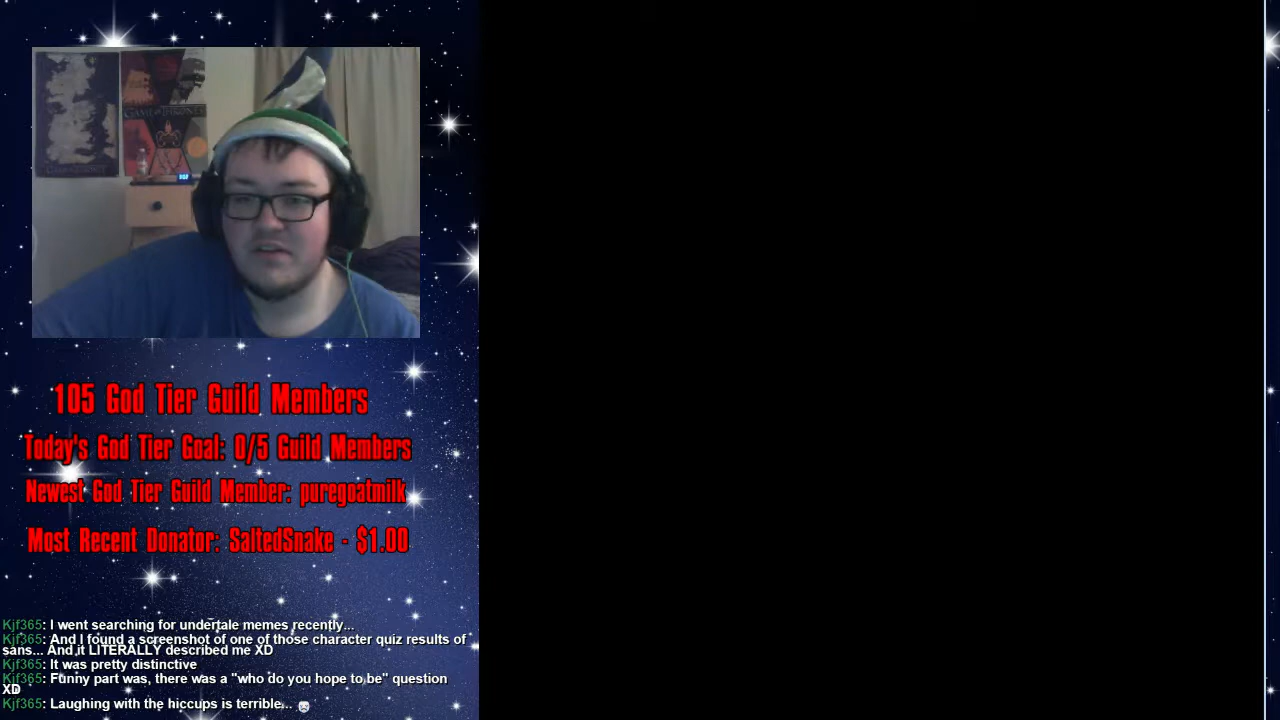 GAME OF THRONES
105 God Tier Guild Members
Today's God Tier Goal: 0/5 Guild Members
Newest God Tier Guild Member: puregoatmilk
Most Recent Donator: SaltedSnake - $1.00
Kjf365: I went searching for undertale memes recently...
Kjf365: And I found a screenshot of one of those character quiz results of
sans... And it LITERALLY described me XD
Kjf365: It was pretty distinctive
Kjf365: Funny part was, there was a "who do you hope to be" question
XD
Kjf365: Laughing with the hiccups is terrible...